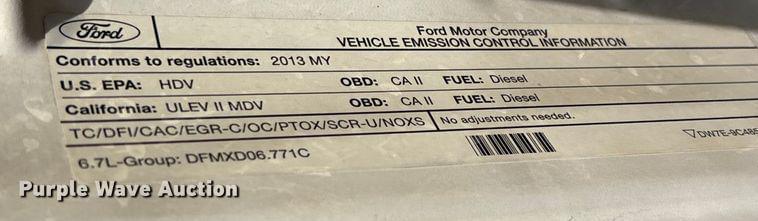 Ford
Ford Motor Company
VEHICLE EMISSION CONTROL INFORMATION
Conforms to regulations: 2013 MY
U.S. EPA: HDV OBD: CA II FUEL: Diesel
California: ULEV II MDV OBD: CA II FUEL: Diesel
TC/DFI/CAC/EGR-C/OC/PTOX/SCR-U/NOXS No adjustments needed.
6.7L-Group: DFMXD06.771C
Purple Wave Auction